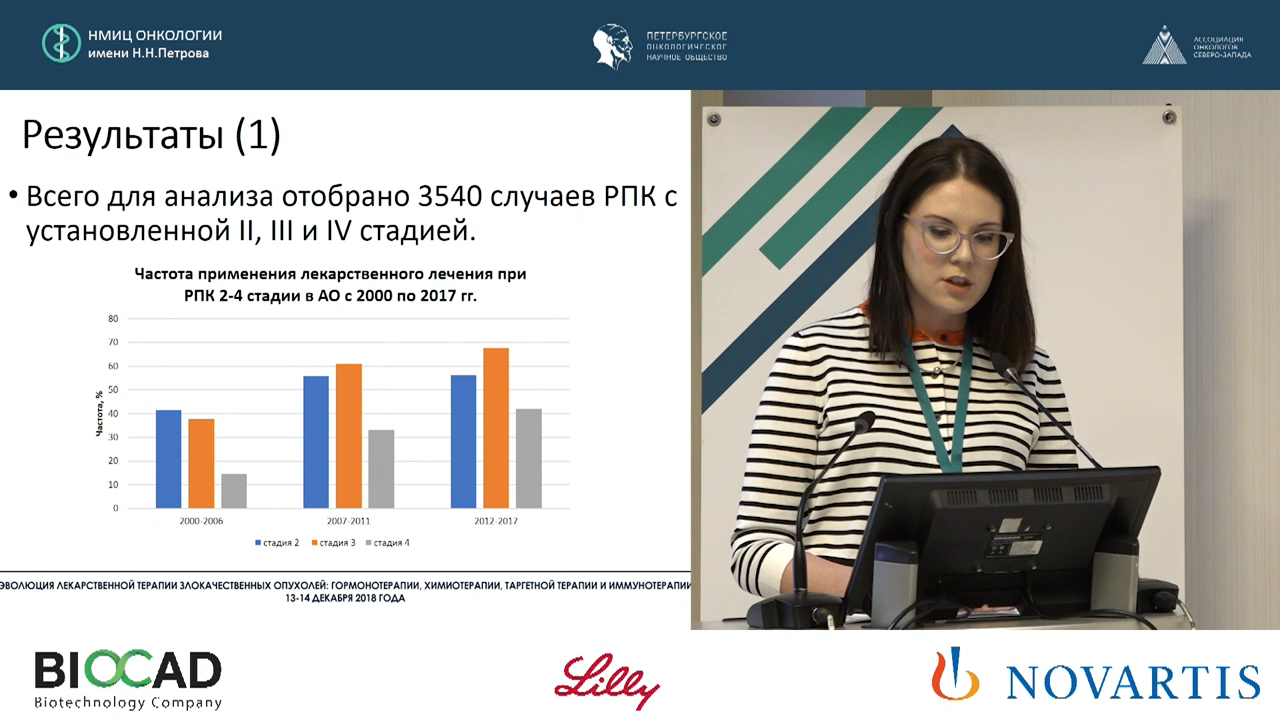 НМИЦ ОНКОЛОГИИ
имени Н.Н.Петрова
ПЕТЕРБУРГСКОЕ
ОНКОЛОГИЧЕСКОЕ
НАУЧНОЕ ОБЩЕСТВО
АССОЦИАЦИЯ
ОНКОЛОГОВ
СЕВЕРО-ЗАПАДА
Результаты (1)
• Всего для анализа отобрано 3540 случаев РПК с
установленной II, III и IV стадией.
Частота применения лекарственного лечения при
РПК 2-4 стадии в АО с 2000 по 2017 гг.
Частота, %
80
70
60
50
40
30
20
10
0
2000-2006 2007-2011 2012-2017
стадия 2 стадия 3 стадия 4
ЭВОЛЮЦИЯ ЛЕКАРСТВЕННОЙ ТЕРАПИИ ЗЛОКАЧЕСТВЕННЫХ ОПУХОЛЕЙ: ГОРМОНОТЕРАПИИ, ХИМИОТЕРАПИИ, ТАРГЕТНОЙ ТЕРАПИИ И ИММУНОТЕРАПИИ
13-14 ДЕКАБРЯ 2018 ГОДА
BIOCAD
Biotechnology Company
Lilly
NOVARTIS